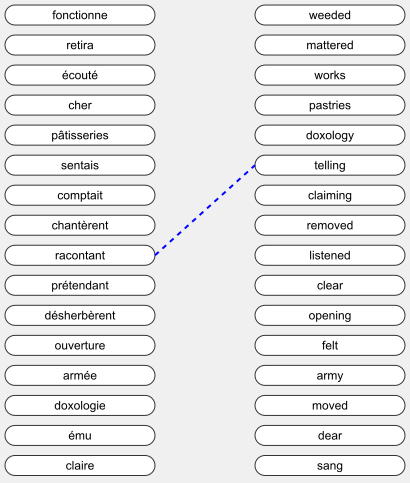 fonctionne weeded
retira mattered
écouté works
cher pastries
pâtisseries doxology
sentais telling
comptait claiming
chantèrent removed
racontant listened
prétendant clear
désherbèrent opening
ouverture felt
armée army
doxologie moved
ému dear
claire sang